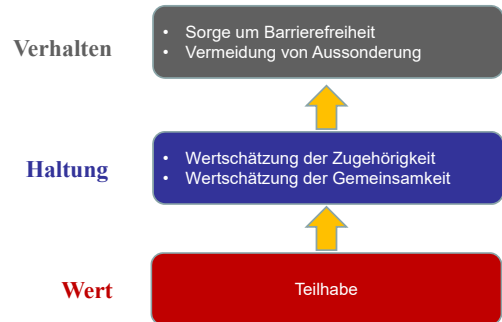 Verhalten
• Sorge um Barrierefreiheit
• Vermeidung von Aussonderung
Haltung
• Wertschätzung der Zugehörigkeit
• Wertschätzung der Gemeinsamkeit
Wert
Teilhabe